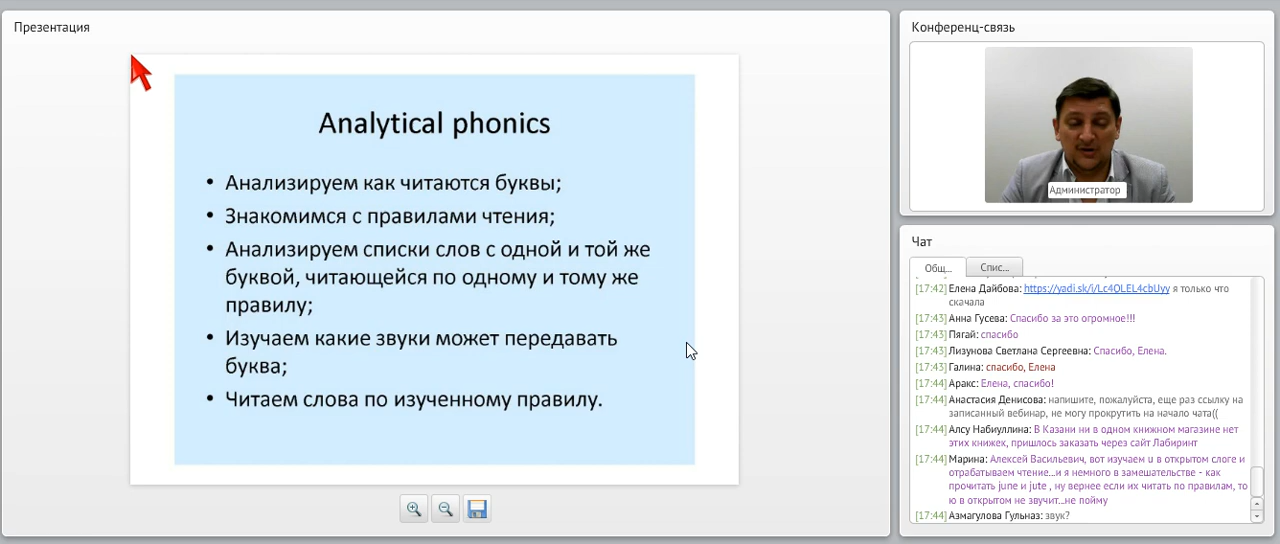 Презентация
Analytical phonics
• Анализируем как читаются буквы;
• Знакомимся с правилами чтения;
• Анализируем списки слов с одной и той же
буквой, читающейся по одному и тому же
правилу;
• Изучаем какие звуки может передавать
буква;
• Читаем слова по изученному правилу.
Конференц-связь
Администратор
Чат
Общ...
Спис...
[17:42] Елена Дайбова: https://yadi.sk/i/Lc4OLEL4cbUyy я только что
скачала
[17:43] Анна Гусева: Спасибо за это огромное!!!
[17:43] Пягай: спасибо
[17:43] Лизунова Светлана Сергеевна: Спасибо, Елена.
[17:43] Галина: спасибо, Елена
[17:44] Аракс: Елена, спасибо!
[17:44] Анастасия Денисова: напишите, пожалуйста, еще раз ссылку на
записанный вебинар, не могу прокрутить на начало чата((
[17:44] Алсу Набиуллина: В Казани ни в одном книжном магазине нет
этих книжек, пришлось заказать через сайт Лабиринт
[17:44] Марина: Алексей Васильевич, вот изучаем u в открытом слоге и
отрабатываем чтение...и я немного в замешательстве - как
прочитать june и jute , ну вернее если их читать по правилам, то
ю в открытом не звучит...не пойму
[17:44] Азмагулова Гульназ: звук?